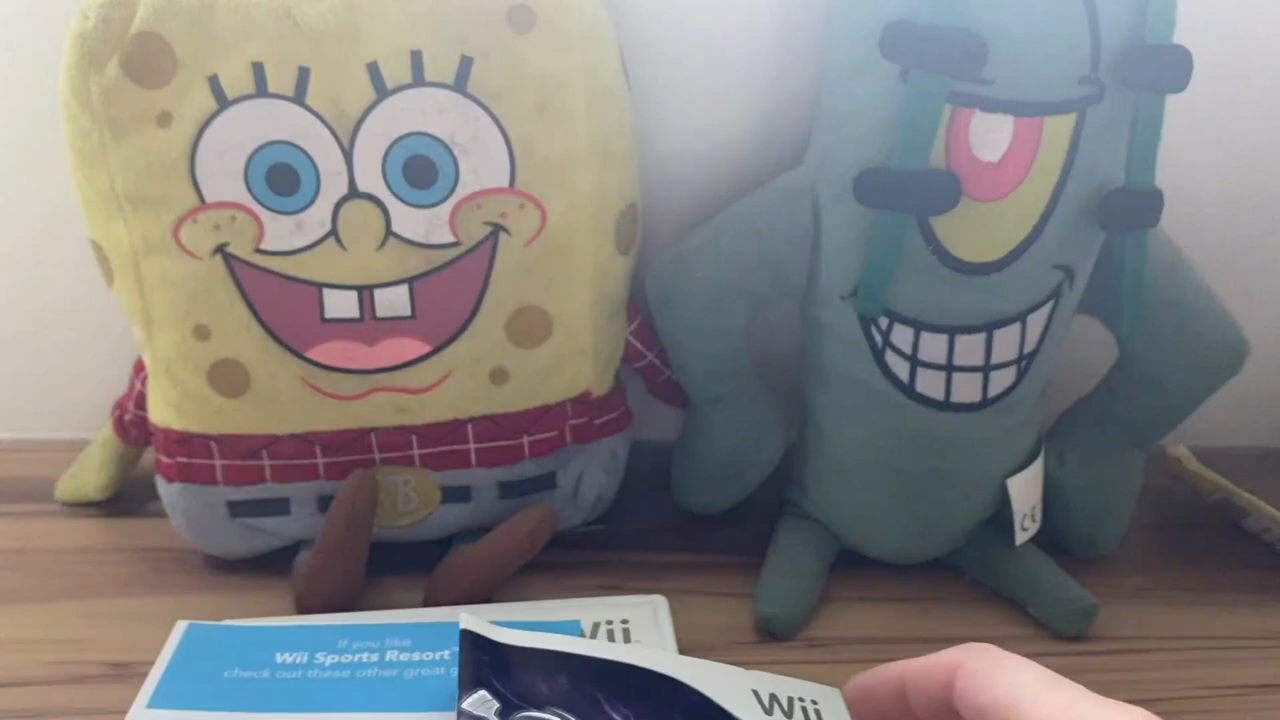 B
CE
Wii
If you like
Wii Sports Resort™
check out these other great g
Wii